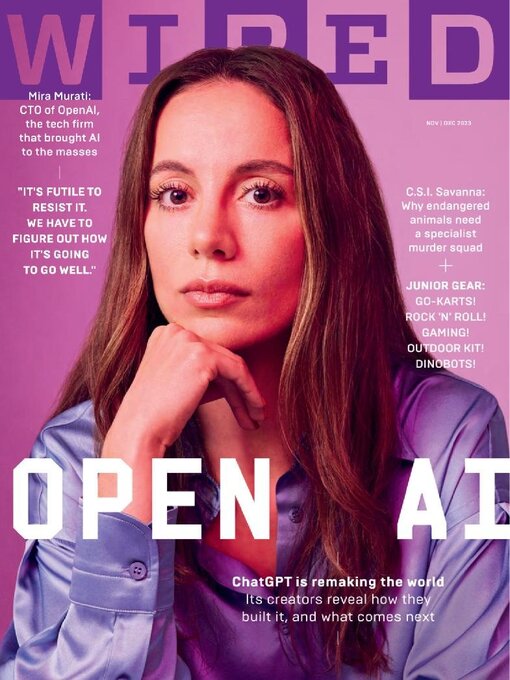 WIRED
Mira Murati:
CTO of OpenAI,
the tech firm
that brought AI
to the masses
"IT'S FUTILE TO
RESIST IT.
WE HAVE TO
FIGURE OUT HOW
IT'S GOING
TO GO WELL."
NOV | DEC 2023
C.S.I. Savanna:
Why endangered
animals need
a specialist
murder squad
+
JUNIOR GEAR:
GO-KARTS!
ROCK 'N' ROLL!
GAMING!
OUTDOOR KIT!
DINOBOTS!
OPEN AI
ChatGPT is remaking the world
Its creators reveal how they
built it, and what comes next